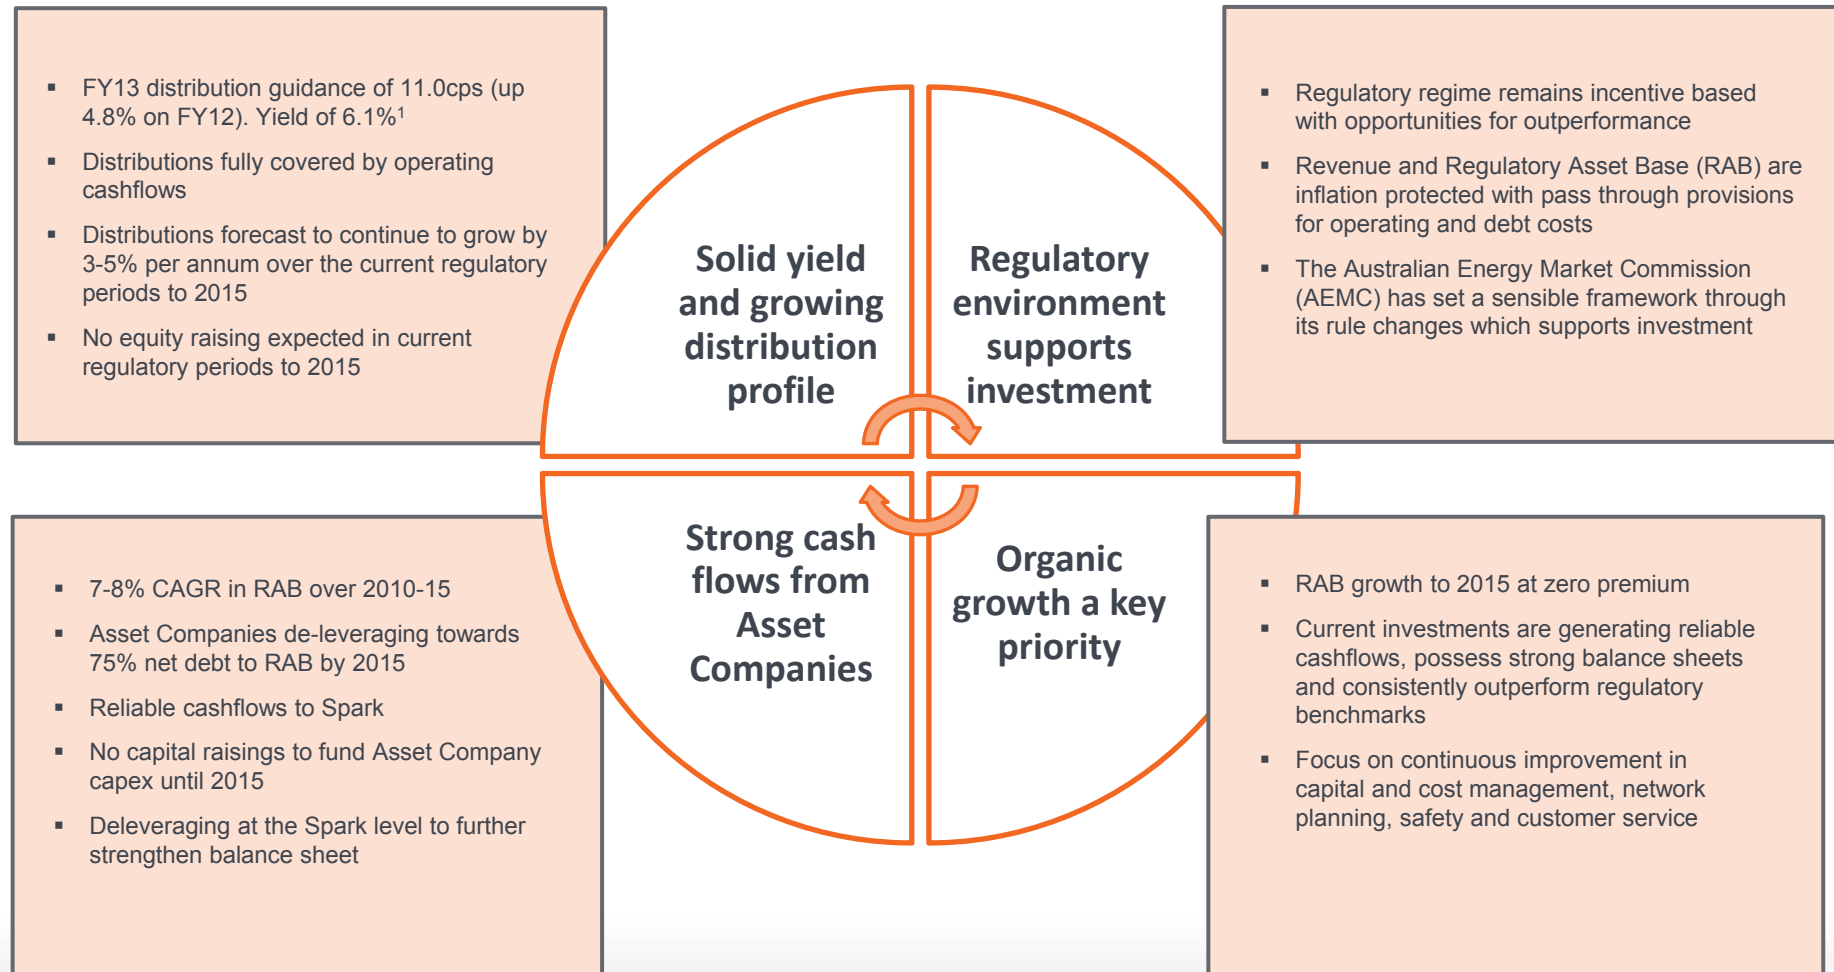 ▪ FY13 distribution guidance of 11.0cps (up
4.8% on FY12). Yield of 6.1%¹
▪ Distributions fully covered by operating
cashflows
▪ Distributions forecast to continue to grow by
3-5% per annum over the current regulatory
periods to 2015
▪ No equity raising expected in current
regulatory periods to 2015
Solid yield
and growing
distribution
profile
Regulatory
environment
supports
investment
▪ Regulatory regime remains incentive based
with opportunities for outperformance
▪ Revenue and Regulatory Asset Base (RAB) are
inflation protected with pass through provisions
for operating and debt costs
▪ The Australian Energy Market Commission
(AEMC) has set a sensible framework through
its rule changes which supports investment
▪ 7-8% CAGR in RAB over 2010-15
▪ Asset Companies de-leveraging towards
75% net debt to RAB by 2015
▪ Reliable cashflows to Spark
▪ No capital raisings to fund Asset Company
capex until 2015
▪ Deleveraging at the Spark level to further
strengthen balance sheet
Strong cash
flows from
Asset
Companies
Organic
growth a key
priority
▪ RAB growth to 2015 at zero premium
▪ Current investments are generating reliable
cashflows, possess strong balance sheets
and consistently outperform regulatory
benchmarks
▪ Focus on continuous improvement in
capital and cost management, network
planning, safety and customer service